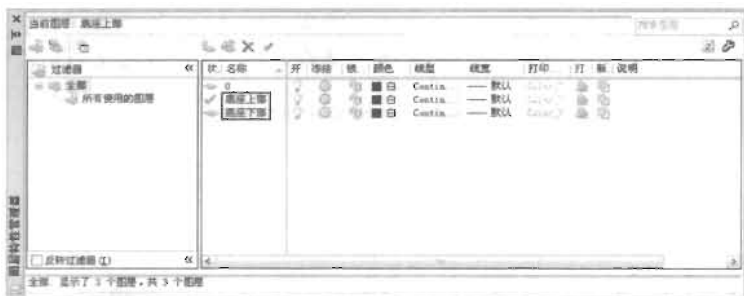 当前图层: 底座上部
搜索图层
过滤器
全部
所有使用的图层
状 名称 开 冻结 锁 颜色 线型 线宽 打印 打 新 说明
0 白 Contin... —— 默认 Color_7
底座上部 白 Contin... —— 默认 Color_7
底座下部 白 Contin... —— 默认 Color_7
反转过滤器(I)
全部: 显示了 3 个图层,共 3 个图层
图层特性管理器